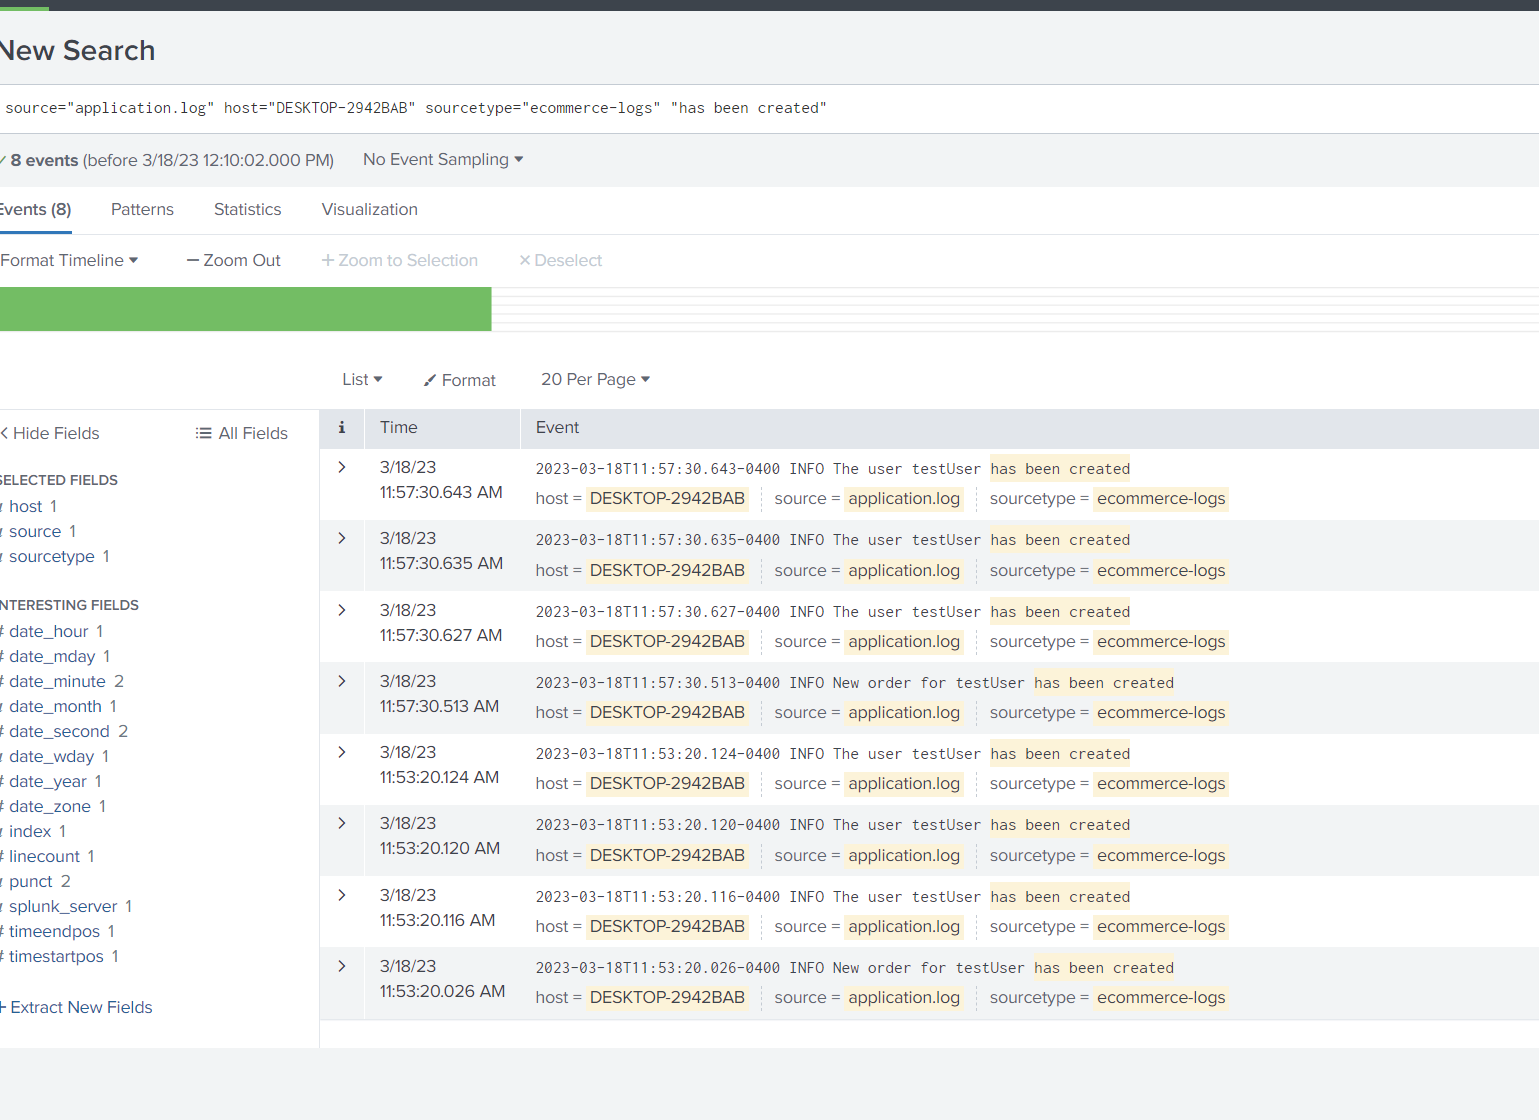 New Search
source="application.log" host="DESKTOP-2942BAB" sourcetype="ecommerce-logs" "has been created"
✓ 8 events (before 3/18/23 12:10:02.000 PM) No Event Sampling
Events (8) Patterns Statistics Visualization
Format Timeline — Zoom Out + Zoom to Selection × Deselect
List Format 20 Per Page
< Hide Fields All Fields
SELECTED FIELDS
a host 1
a source 1
a sourcetype 1
INTERESTING FIELDS
# date_hour 1
# date_mday 1
# date_minute 2
a date_month 1
# date_second 2
a date_wday 1
# date_year 1
# date_zone 1
a index 1
# linecount 1
a punct 2
a splunk_server 1
# timeendpos 1
# timestartpos 1
+ Extract New Fields
i Time Event
> 3/18/23 2023-03-18T11:57:30.643-0400 INFO The user testUser has been created
11:57:30.643 AM host = DESKTOP-2942BAB source = application.log sourcetype = ecommerce-logs
> 3/18/23 2023-03-18T11:57:30.635-0400 INFO The user testUser has been created
11:57:30.635 AM host = DESKTOP-2942BAB source = application.log sourcetype = ecommerce-logs
> 3/18/23 2023-03-18T11:57:30.627-0400 INFO The user testUser has been created
11:57:30.627 AM host = DESKTOP-2942BAB source = application.log sourcetype = ecommerce-logs
> 3/18/23 2023-03-18T11:57:30.513-0400 INFO New order for testUser has been created
11:57:30.513 AM host = DESKTOP-2942BAB source = application.log sourcetype = ecommerce-logs
> 3/18/23 2023-03-18T11:53:20.124-0400 INFO The user testUser has been created
11:53:20.124 AM host = DESKTOP-2942BAB source = application.log sourcetype = ecommerce-logs
> 3/18/23 2023-03-18T11:53:20.120-0400 INFO The user testUser has been created
11:53:20.120 AM host = DESKTOP-2942BAB source = application.log sourcetype = ecommerce-logs
> 3/18/23 2023-03-18T11:53:20.116-0400 INFO The user testUser has been created
11:53:20.116 AM host = DESKTOP-2942BAB source = application.log sourcetype = ecommerce-logs
> 3/18/23 2023-03-18T11:53:20.026-0400 INFO New order for testUser has been created
11:53:20.026 AM host = DESKTOP-2942BAB source = application.log sourcetype = ecommerce-logs